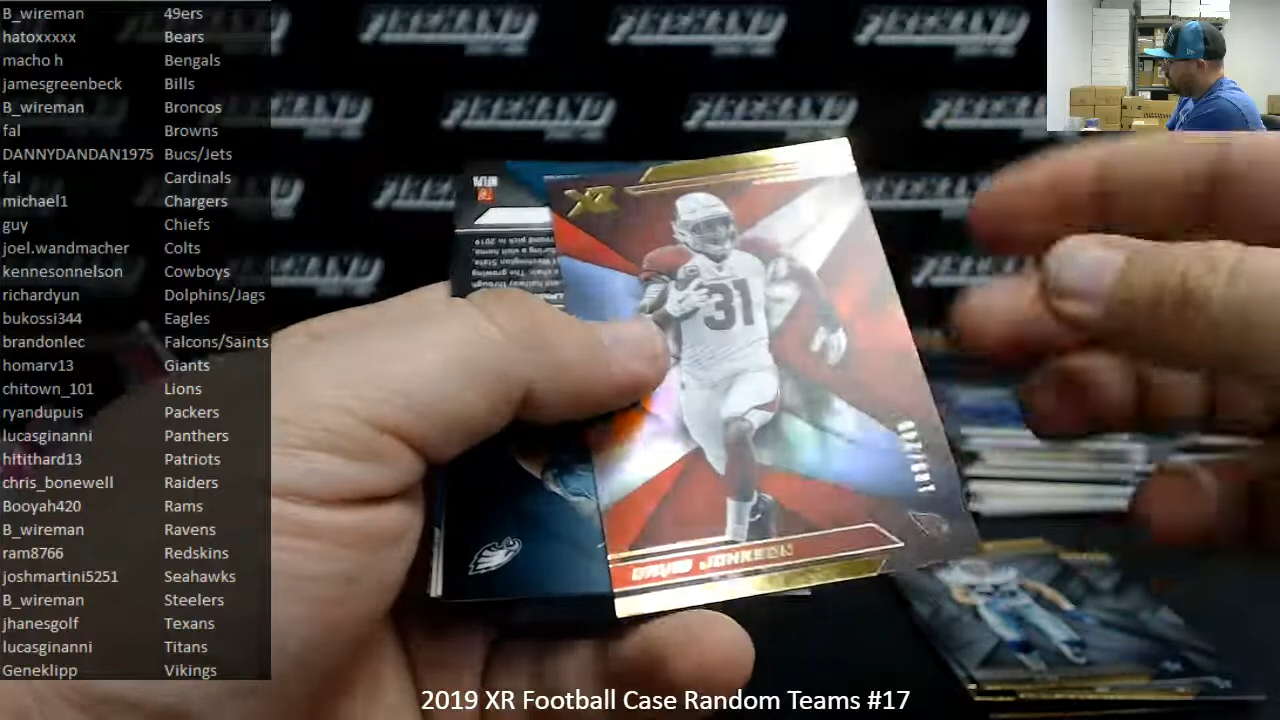 B_wireman 49ers
hatoxxxxx Bears
macho h Bengals
jamesgreenbeck Bills
B_wireman Broncos
fal Browns
DANNYDANDAN1975 Bucs/Jets
fal Cardinals
michael1 Chargers
guy Chiefs
joel.wandmacher Colts
kennesonnelson Cowboys
richardyun Dolphins/Jags
bukossi344 Eagles
brandonlec Falcons/Saints
homarv13 Giants
chitown_101 Lions
ryandupuis Packers
lucasginanni Panthers
hitithard13 Patriots
chris_bonewell Raiders
Booyah420 Rams
B_wireman Ravens
ram8766 Redskins
joshmartini5251 Seahawks
B_wireman Steelers
jhanesgolf Texans
lucasginanni Titans
Geneklipp Vikings
XR
31
DAVID JOHNSON
2019 XR Football Case Random Teams #17